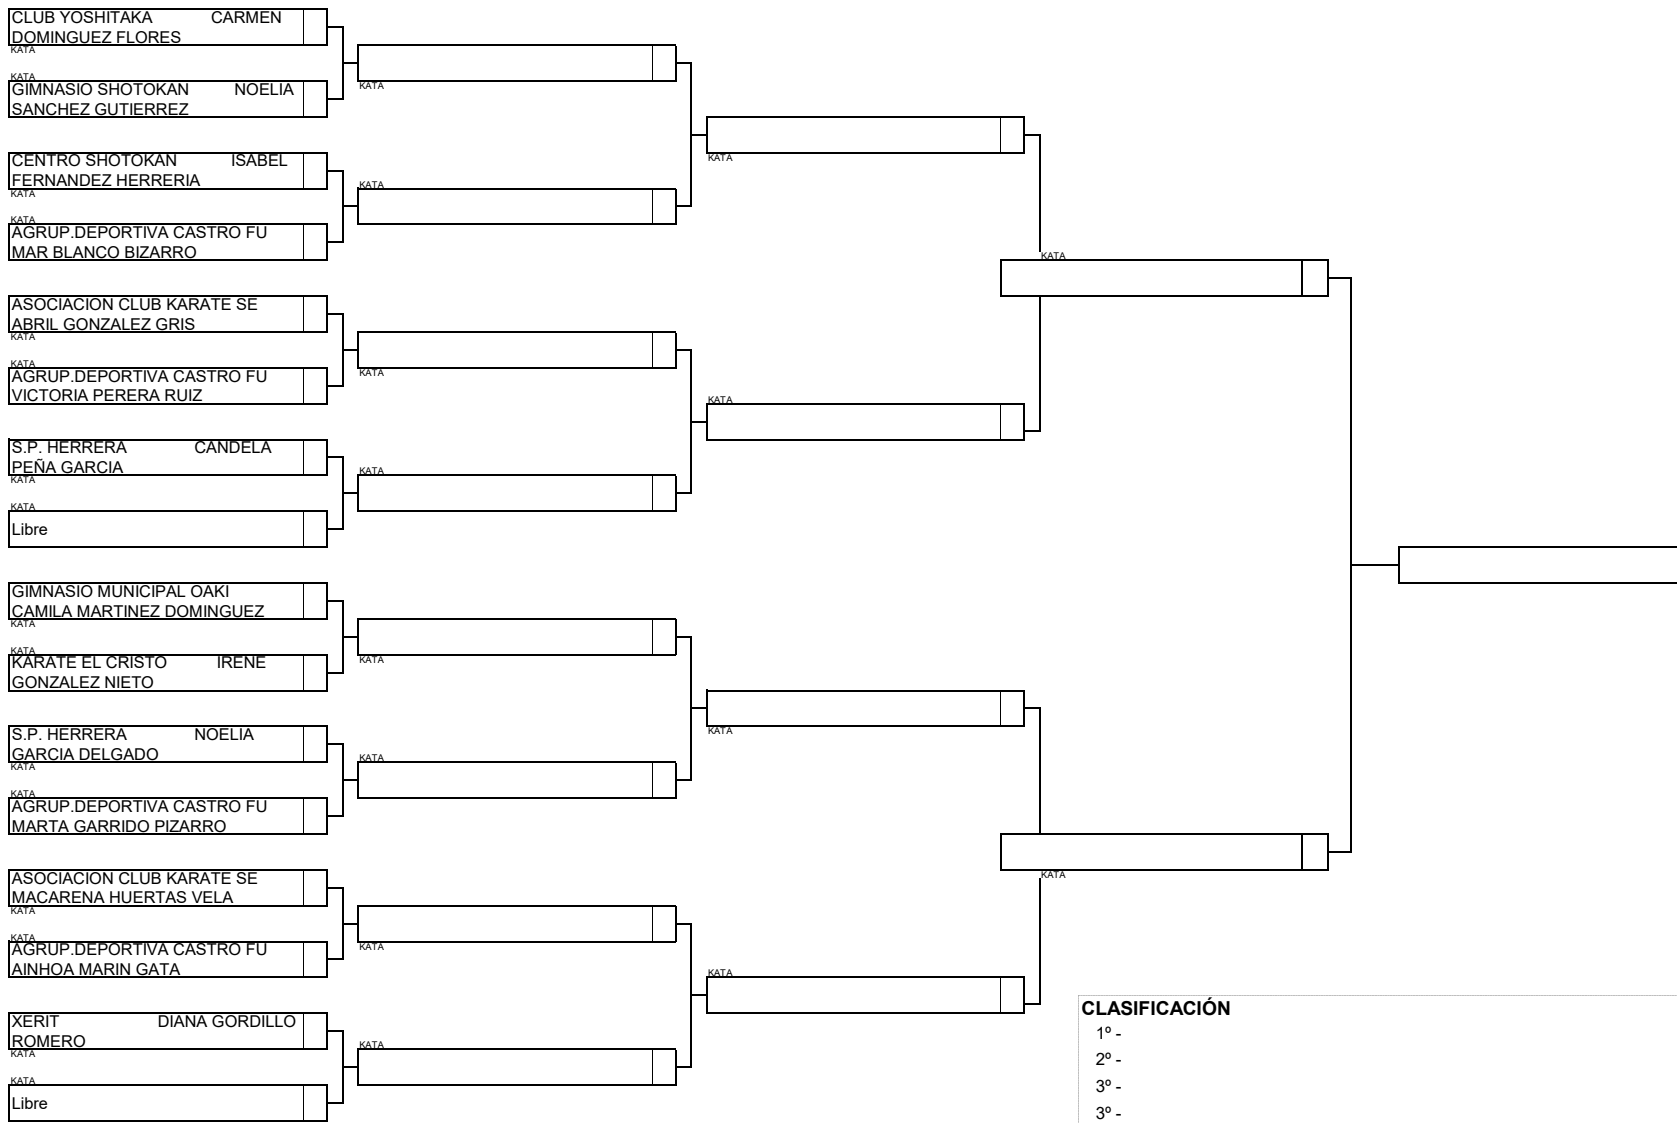 CLUB YOSHITAKA CARMEN
DOMINGUEZ FLORES
KATA
KATA
GIMNASIO SHOTOKAN NOELIA
SANCHEZ GUTIERREZ
CENTRO SHOTOKAN ISABEL
FERNANDEZ HERRERIA
KATA
KATA
AGRUP.DEPORTIVA CASTRO FU
MAR BLANCO BIZARRO
ASOCIACION CLUB KARATE SE
ABRIL GONZALEZ GRIS
KATA
KATA
AGRUP.DEPORTIVA CASTRO FU
VICTORIA PERERA RUIZ
S.P. HERRERA CANDELA
PEÑA GARCIA
KATA
KATA
Libre
GIMNASIO MUNICIPAL OAKI
CAMILA MARTINEZ DOMINGUEZ
KATA
KATA
KARATE EL CRISTO IRENE
GONZALEZ NIETO
S.P. HERRERA NOELIA
GARCIA DELGADO
KATA
KATA
AGRUP.DEPORTIVA CASTRO FU
MARTA GARRIDO PIZARRO
ASOCIACION CLUB KARATE SE
MACARENA HUERTAS VELA
KATA
KATA
AGRUP.DEPORTIVA CASTRO FU
AINHOA MARIN GATA
XERIT DIANA GORDILLO
ROMERO
KATA
KATA
Libre
KATA
KATA
KATA
KATA
KATA
KATA
KATA
KATA
KATA
KATA
KATA
KATA
KATA
KATA
CLASIFICACIÓN
1º -
2º -
3º -
3º -